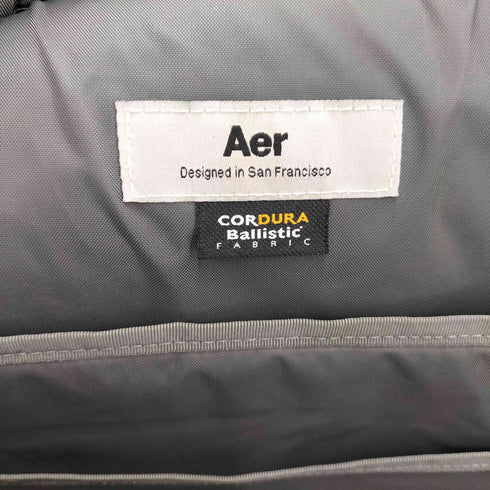 Aer
Designed in San Francisco
CORDURA
Ballistic
FABRIC